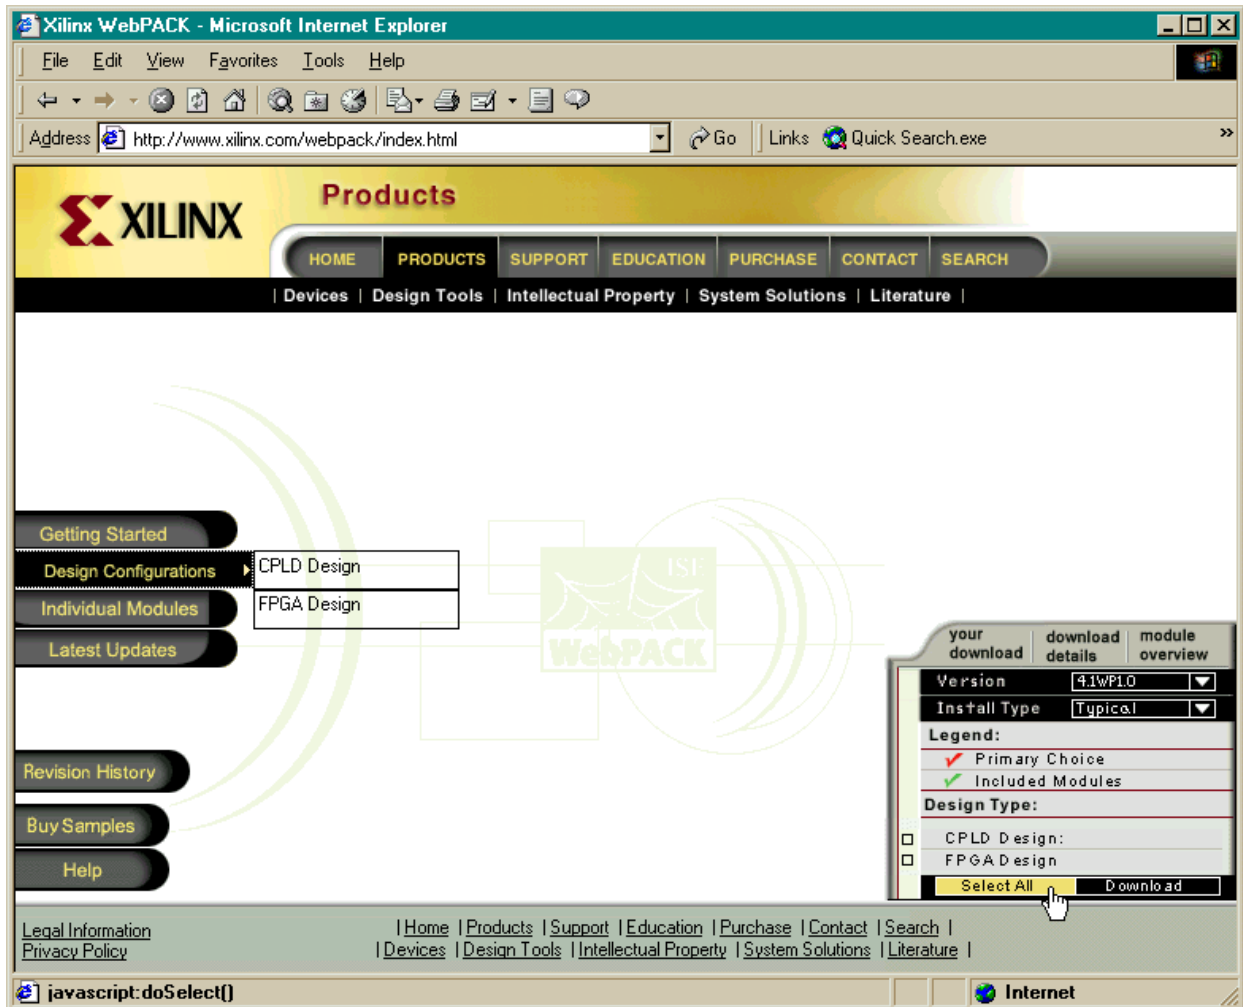 Xilinx WebPACK - Microsoft Internet Explorer
File Edit View Favorites Tools Help
Address http://www.xilinx.com/webpack/index.html Go Links Quick Search.exe »
XILINX
Products
HOME PRODUCTS SUPPORT EDUCATION PURCHASE CONTACT SEARCH
| Devices | Design Tools | Intellectual Property | System Solutions | Literature |
Getting Started
Design Configurations
CPLD Design
Individual Modules
FPGA Design
Latest Updates
ISE
WebPACK
Revision History
Buy Samples
Help
your download
download details
module overview
Version 4.1WP1.0
Install Type Typical
Legend:
Primary Choice
Included Modules
Design Type:
CPLD Design:
FPGA Design
Select All Download
Legal Information
Privacy Policy
| Home | Products | Support | Education | Purchase | Contact | Search |
| Devices | Design Tools | Intellectual Property | System Solutions | Literature |
javascript:doSelect() Internet